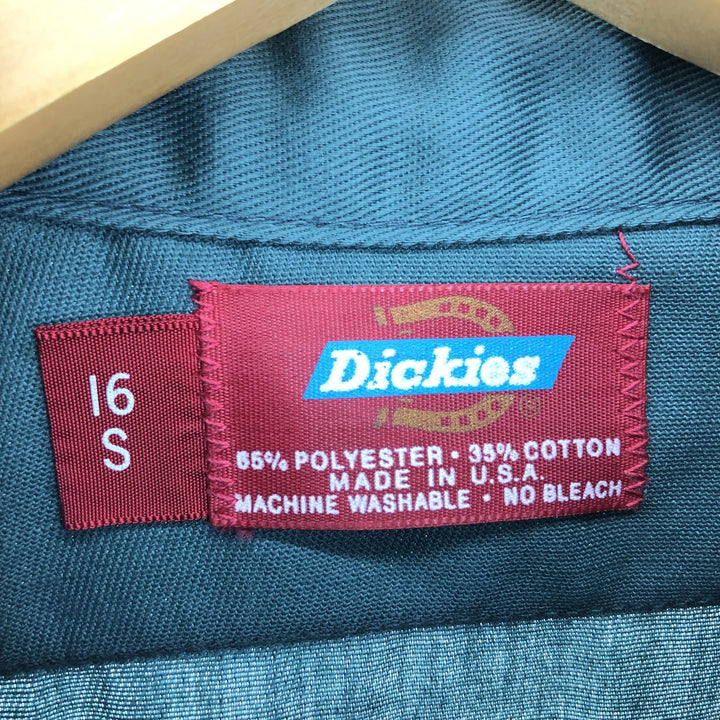 16
S
Dickies
®
65% POLYESTER • 35% COTTON
MADE IN U.S.A.
MACHINE WASHABLE • NO BLEACH